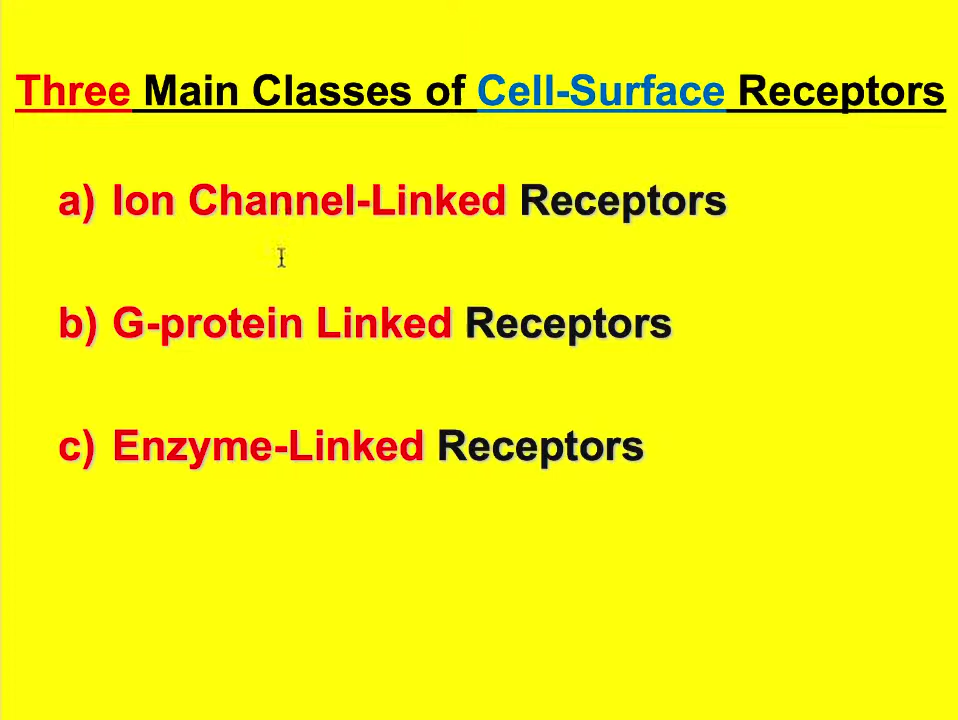 Three Main Classes of Cell-Surface Receptors
a) Ion Channel-Linked Receptors
b) G-protein Linked Receptors
c) Enzyme-Linked Receptors